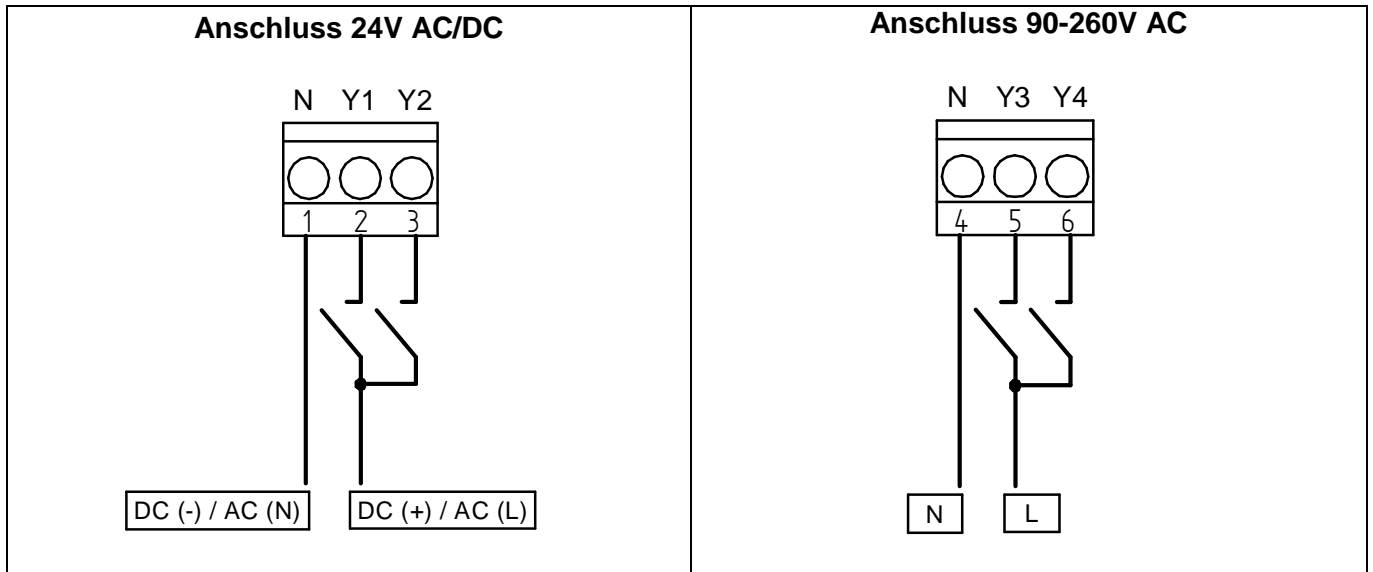 Anschluss 24V AC/DC
N Y1 Y2
1 2 3
DC (-) / AC (N) DC (+) / AC (L)
Anschluss 90-260V AC
N Y3 Y4
4 5 6
N L